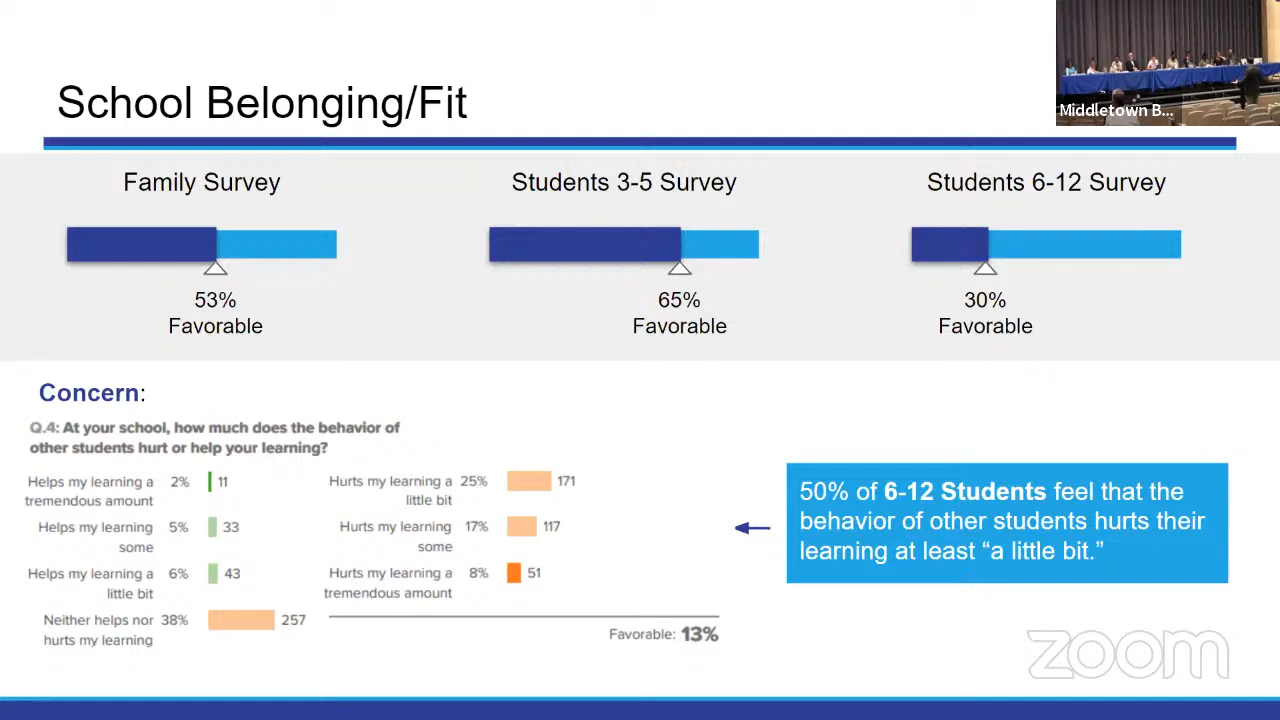 School Belonging/Fit
Middletown B...
Family Survey
Students 3-5 Survey
Students 6-12 Survey
53%
Favorable
65%
Favorable
30%
Favorable
Concern:
Q.4: At your school, how much does the behavior of
other students hurt or help your learning?
Helps my learning a 2% 11
tremendous amount
Helps my learning 5% 33
some
Helps my learning a 6% 43
little bit
Neither helps nor 38% 257
hurts my learning
Hurts my learning a 25% 171
little bit
Hurts my learning 17% 117
some
Hurts my learning a 8% 51
tremendous amount
Favorable: 13%
50% of 6-12 Students feel that the
behavior of other students hurts their
learning at least “a little bit.”
zoom